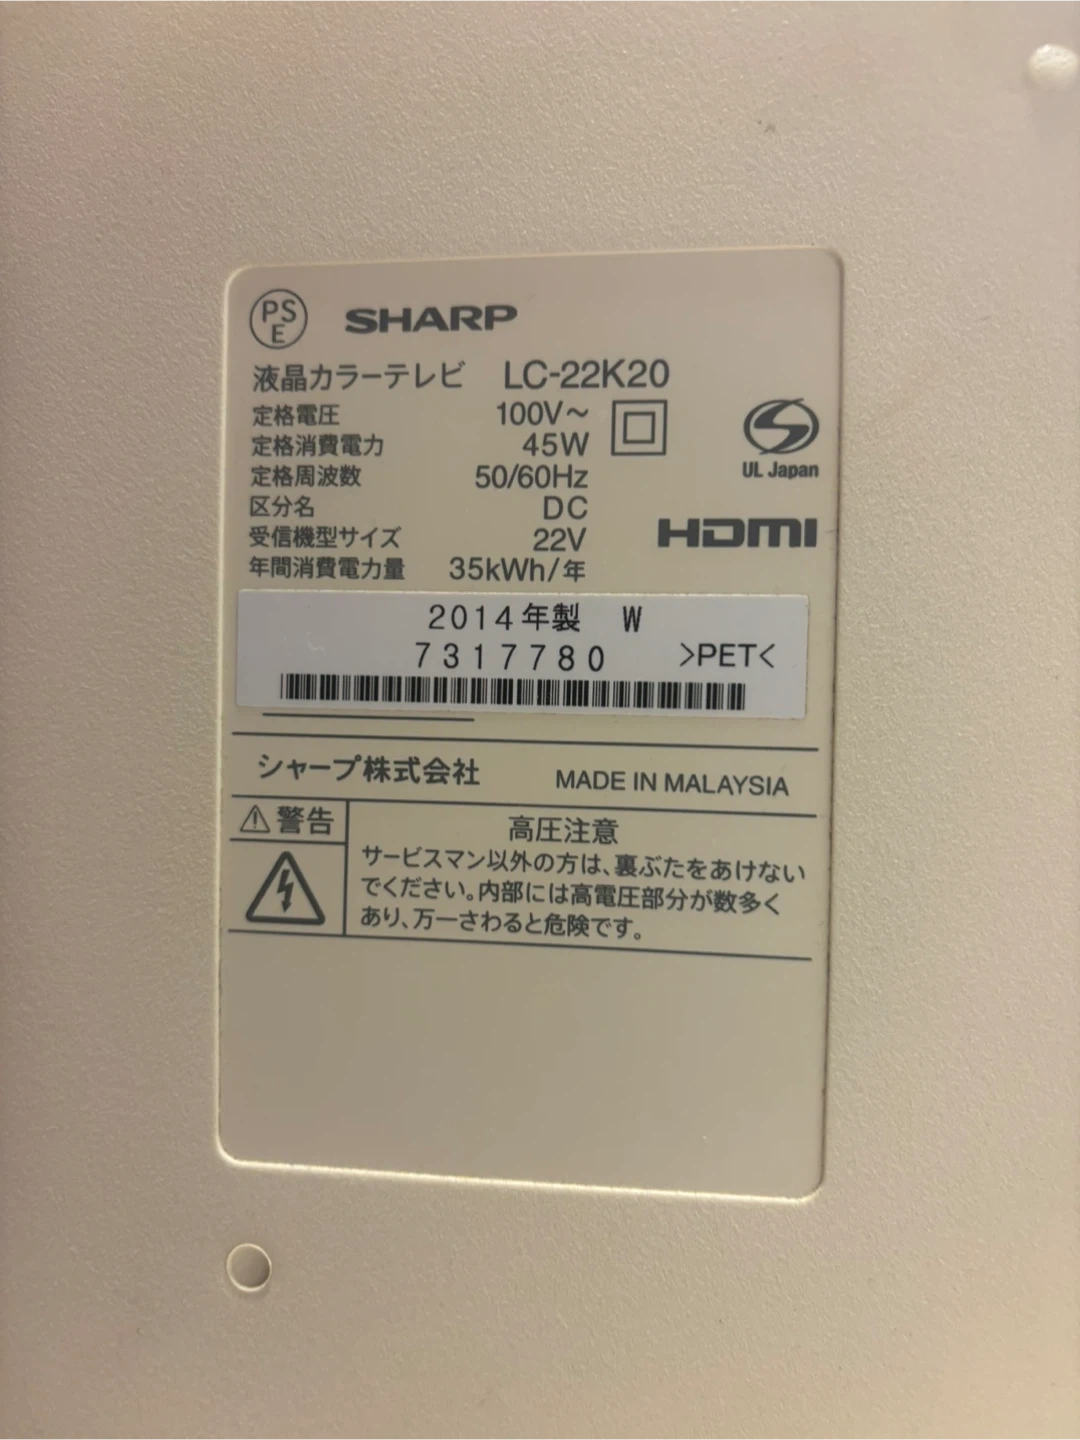 PS
E
SHARP
液晶カラーテレビ LC-22K20
定格電圧 100V～
定格消費電力 45W
定格周波数 50/60Hz
区分名 DC
受信機型サイズ 22V
年間消費電力量 35kWh/年
UL Japan
HDMI
2014年製 W
7317780 >PET<
シャープ株式会社 MADE IN MALAYSIA
警告
高圧注意
サービスマン以外の方は、裏ぶたをあけない
でください。内部には高電圧部分が数多く
あり、万一さわると危険です。